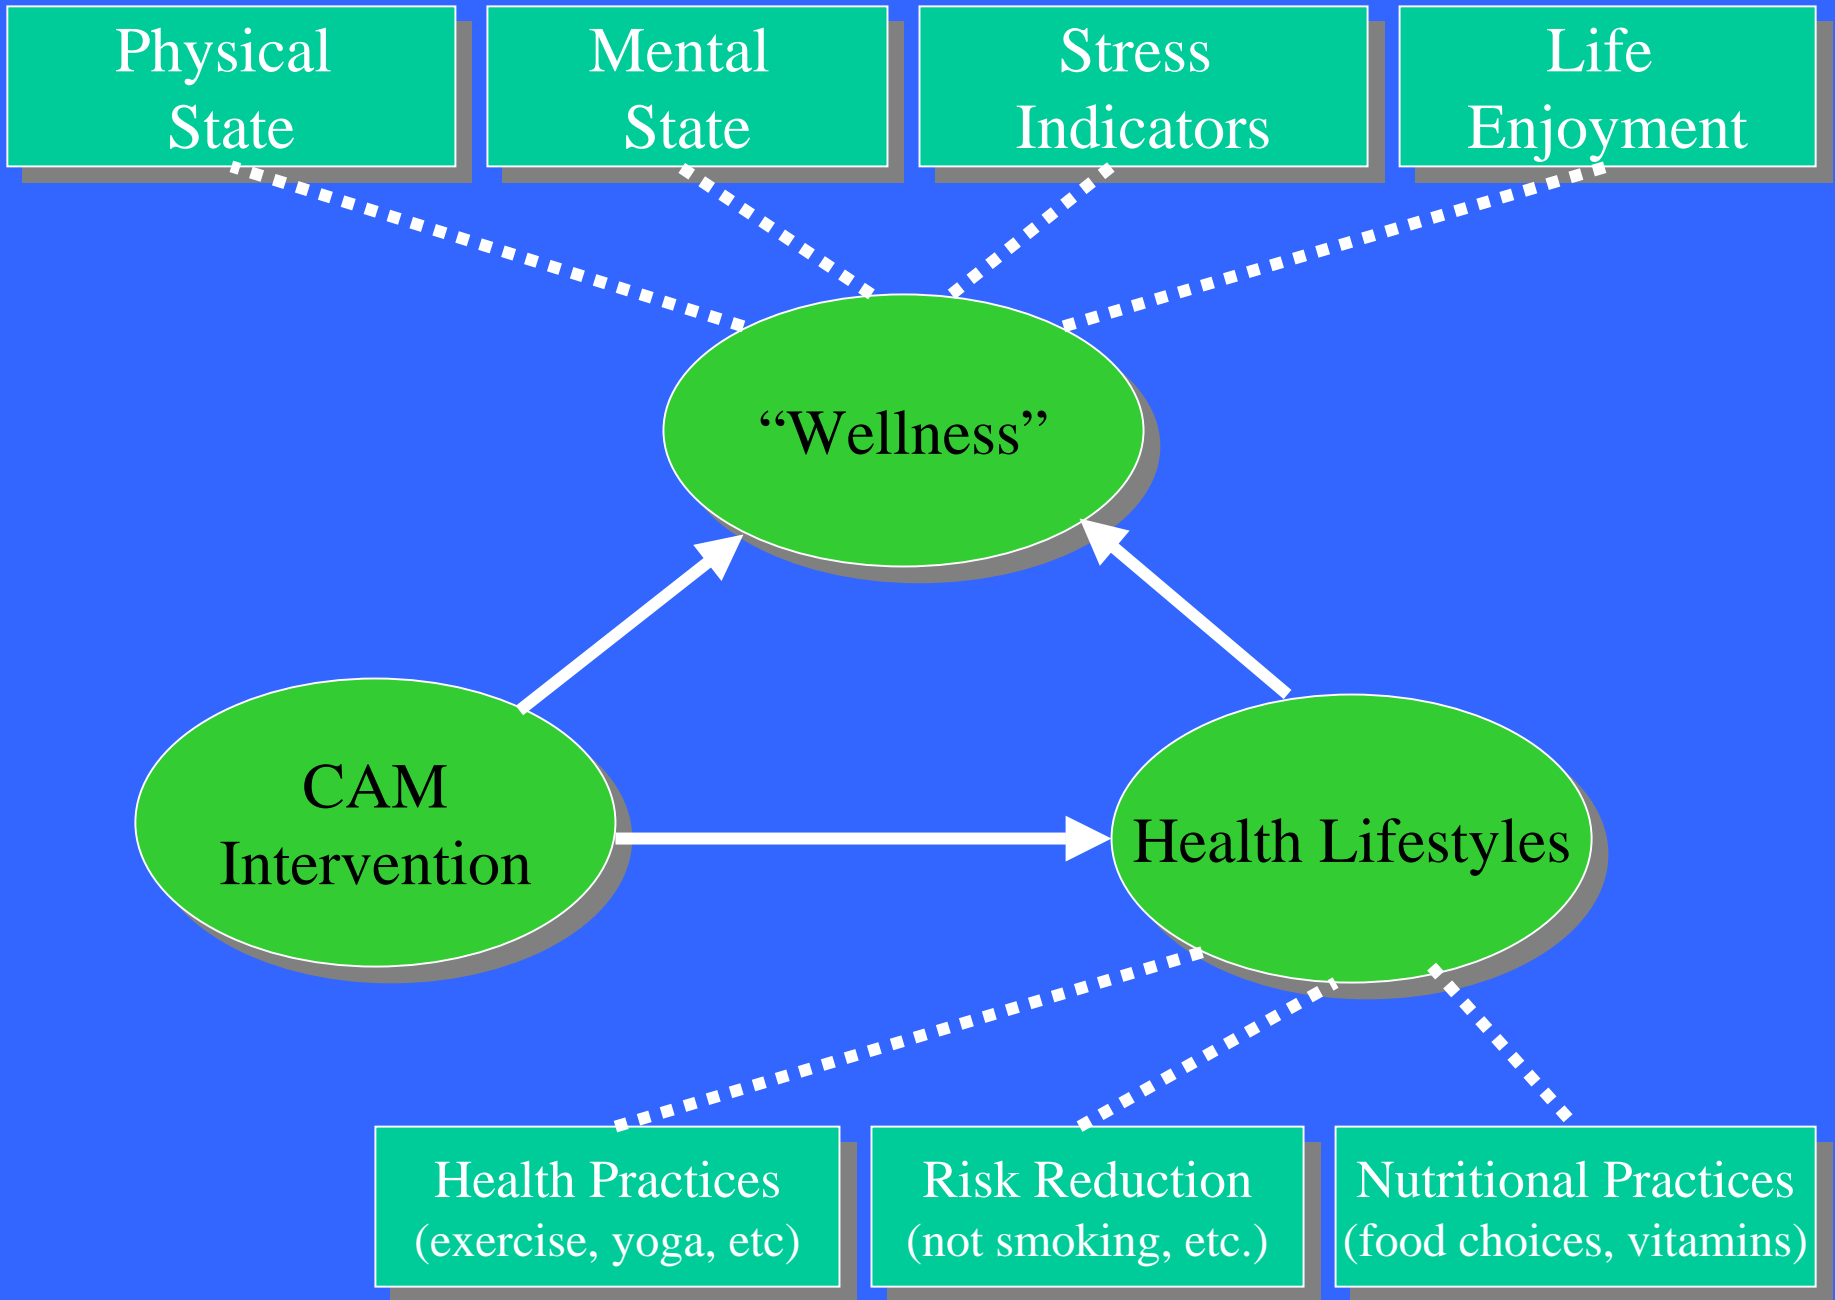 Physical
State
Mental
State
Stress
Indicators
Life
Enjoyment
“Wellness”
CAM
Intervention
Health Lifestyles
Health Practices
(exercise, yoga, etc)
Risk Reduction
(not smoking, etc.)
Nutritional Practices
(food choices, vitamins)